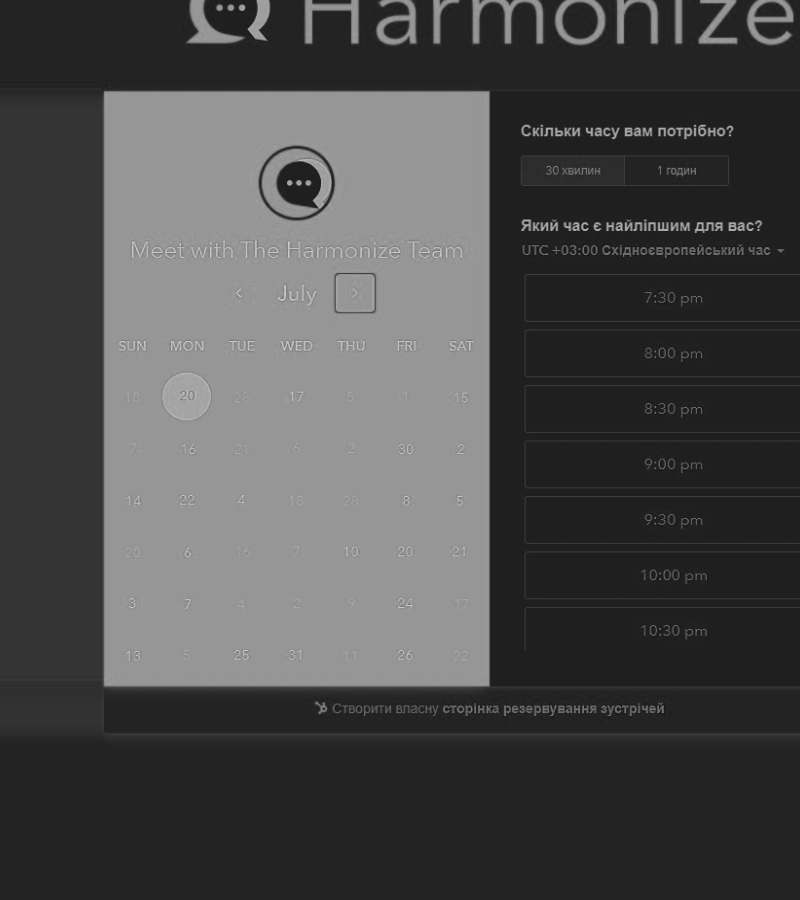 Harmonize
Meet with The Harmonize Team
July
SUN MON TUE WED THU FRI SAT
18 20 28 17 5 1 15
7 16 21 6 2 30 2
14 22 4 18 28 8 5
20 6 16 7 10 20 21
3 7 4 2 9 24 17
13 5 25 31 11 26 22
Скільки часу вам потрібно?
30 хвилин 1 годин
Який час є найліпшим для вас?
UTC +03:00 Східноєвропейський час
7:30 pm
8:00 pm
8:30 pm
9:00 pm
9:30 pm
10:00 pm
10:30 pm
Створити власну сторінка резервування зустрічей